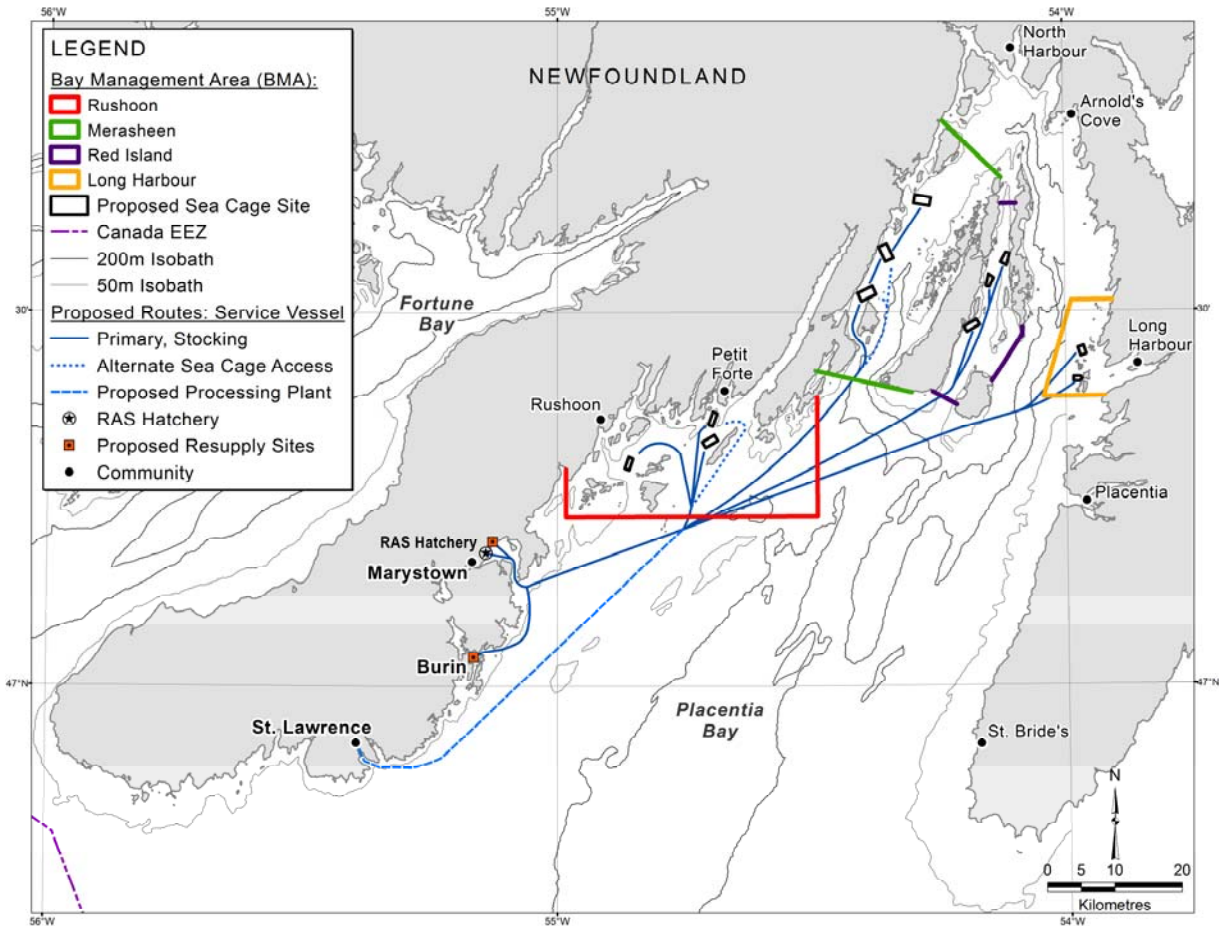 56°W
55°W
54°W
LEGEND
Bay Management Area (BMA):
Rushoon
Merasheen
Red Island
Long Harbour
Proposed Sea Cage Site
Canada EEZ
200m Isobath
50m Isobath
Proposed Routes: Service Vessel
Primary, Stocking
Alternate Sea Cage Access
Proposed Processing Plant
RAS Hatchery
Proposed Resupply Sites
Community
NEWFOUNDLAND
North
Harbour
Arnold's
Cove
Fortune
Bay
30'
30'
Long
Harbour
Petit
Forte
Rushoon
Placentia
RAS Hatchery
Marystown
Burin
47°N
47°N
St. Lawrence
Placentia
Bay
St. Bride's
N
0 5 10 20
Kilometres
56°W
55°W
54°W